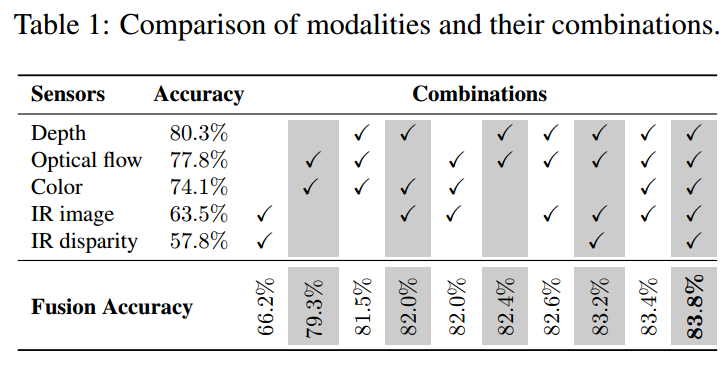 Table 1: Comparison of modalities and their combinations.
Sensors Accuracy Combinations
Depth 80.3% ✓ ✓ ✓ ✓ ✓ ✓ ✓
Optical flow 77.8% ✓ ✓ ✓ ✓ ✓ ✓ ✓ ✓
Color 74.1% ✓ ✓ ✓ ✓ ✓ ✓
IR image 63.5% ✓ ✓ ✓ ✓ ✓ ✓ ✓
IR disparity 57.8% ✓ ✓ ✓
Fusion Accuracy 66.2% 79.3% 81.5% 82.0% 82.0% 82.4% 82.6% 83.2% 83.4% 83.8%